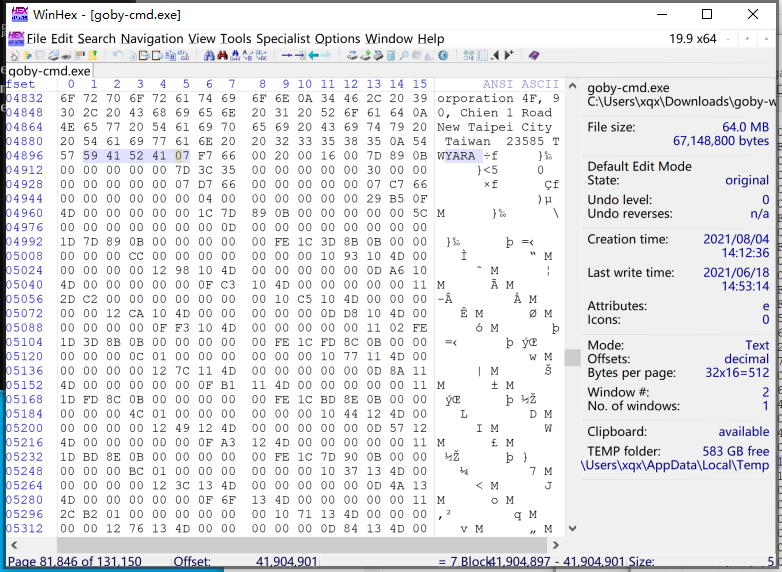 WinHex - [goby-cmd.exe]
File Edit Search Navigation View Tools Specialist Options Window Help
19.9 x64
goby-cmd.exe
fset 0 1 2 3 4 5 6 7 8 9 10 11 12 13 14 15 ANSI ASCII
04832 6F 72 70 6F 72 61 74 69 6F 6E 0A 34 46 2C 20 39 orporation 4F, 9
04848 30 2C 20 43 68 69 65 6E 20 31 20 52 6F 61 64 0A 0, Chien 1 Road
04864 4E 65 77 20 54 61 69 70 65 69 20 43 69 74 79 20 New Taipei City
04880 20 54 61 69 77 61 6E 20 20 32 33 35 38 35 0A 54 Taiwan 23585 T
04896 57 59 41 52 41 07 F7 66 00 20 00 16 00 7D 89 0B WYARA ÷f }‰
04912 00 00 00 00 00 7D 3C 35 00 00 00 00 00 30 00 00 }<5 0
04928 00 00 00 00 00 07 D7 66 00 00 00 00 00 07 C7 66 ×f Çf
04944 00 00 00 00 00 04 00 00 00 00 00 00 00 29 B5 0F )µ
04960 4D 00 00 00 00 00 1C 7D 89 0B 00 00 00 00 00 5C M }‰ \
04976 00 00 00 00 00 00 0D 00 00 00 00 00 00 00 00 00
04992 1D 7D 89 0B 00 00 00 00 FE 1C 3D 8B 0B 00 00 00 }‰ þ =‹
05008 00 00 00 CC 00 00 00 00 00 00 10 93 10 4D 00 00 Ì “ M
05024 00 00 00 00 12 98 10 4D 00 00 00 00 00 0D A6 10 ˜ M ¦
05040 4D 00 00 00 00 00 0F C3 10 4D 00 00 00 00 00 11 M Ã M
05056 2D C2 00 00 00 00 00 00 10 C5 10 4D 00 00 00 00 -Â Å M
05072 00 00 12 CA 10 4D 00 00 00 00 00 0D D8 10 4D 00 Ê M Ø M
05088 00 00 00 00 0F F3 10 4D 00 00 00 00 00 11 02 FE ó M þ
05104 1D 3D 8B 0B 00 00 00 00 FE 1C FD 8C 0B 00 00 00 =‹ þ ýŒ
05120 00 00 00 0C 01 00 00 00 00 00 10 77 11 4D 00 00 w M
05136 00 00 00 00 12 7C 11 4D 00 00 00 00 00 0D 8A 11 | M Š
05152 4D 00 00 00 00 00 0F B1 11 4D 00 00 00 00 00 11 M ± M
05168 1D FD 8C 0B 00 00 00 00 FE 1C BD 8E 0B 00 00 00 ýŒ þ ½Ž
05184 00 00 00 4C 01 00 00 00 00 00 10 44 12 4D 00 00 L D M
05200 00 00 00 00 12 49 12 4D 00 00 00 00 00 0D 57 12 I M W
05216 4D 00 00 00 00 00 0F A3 12 4D 00 00 00 00 00 11 M £ M
05232 1D BD 8E 0B 00 00 00 00 FE 1C 7D 90 0B 00 00 00 ½Ž þ }
05248 00 00 00 BC 01 00 00 00 00 00 10 37 13 4D 00 00 ¼ 7 M
05264 00 00 00 00 12 3C 13 4D 00 00 00 00 00 0D 4A 13 < M J
05280 4D 00 00 00 00 00 0F 6F 13 4D 00 00 00 00 00 11 M o M
05296 2C B2 01 00 00 00 00 00 10 71 13 4D 00 00 00 00 ,² q M
05312 00 00 12 76 13 4D 00 00 00 00 00 0D 84 13 4D 00 v M „ M
goby-cmd.exe
C:\Users\xqx\Downloads\goby-w
File size: 64.0 MB
67,148,800 bytes
Default Edit Mode
State: original
Undo level: 0
Undo reverses: n/a
Creation time: 2021/08/04
14:12:36
Last write time: 2021/06/18
14:53:14
Attributes: e
Icons: 0
Mode: Text
Offsets: decimal
Bytes per page: 32x16=512
Window #: 2
No. of windows: 1
Clipboard: available
TEMP folder: 583 GB free
\Users\xqx\AppData\Local\Temp
Page 81,846 of 131,150 Offset: 41,904,901 = 7 Block: 41,904,897 - 41,904,901 Size: 5